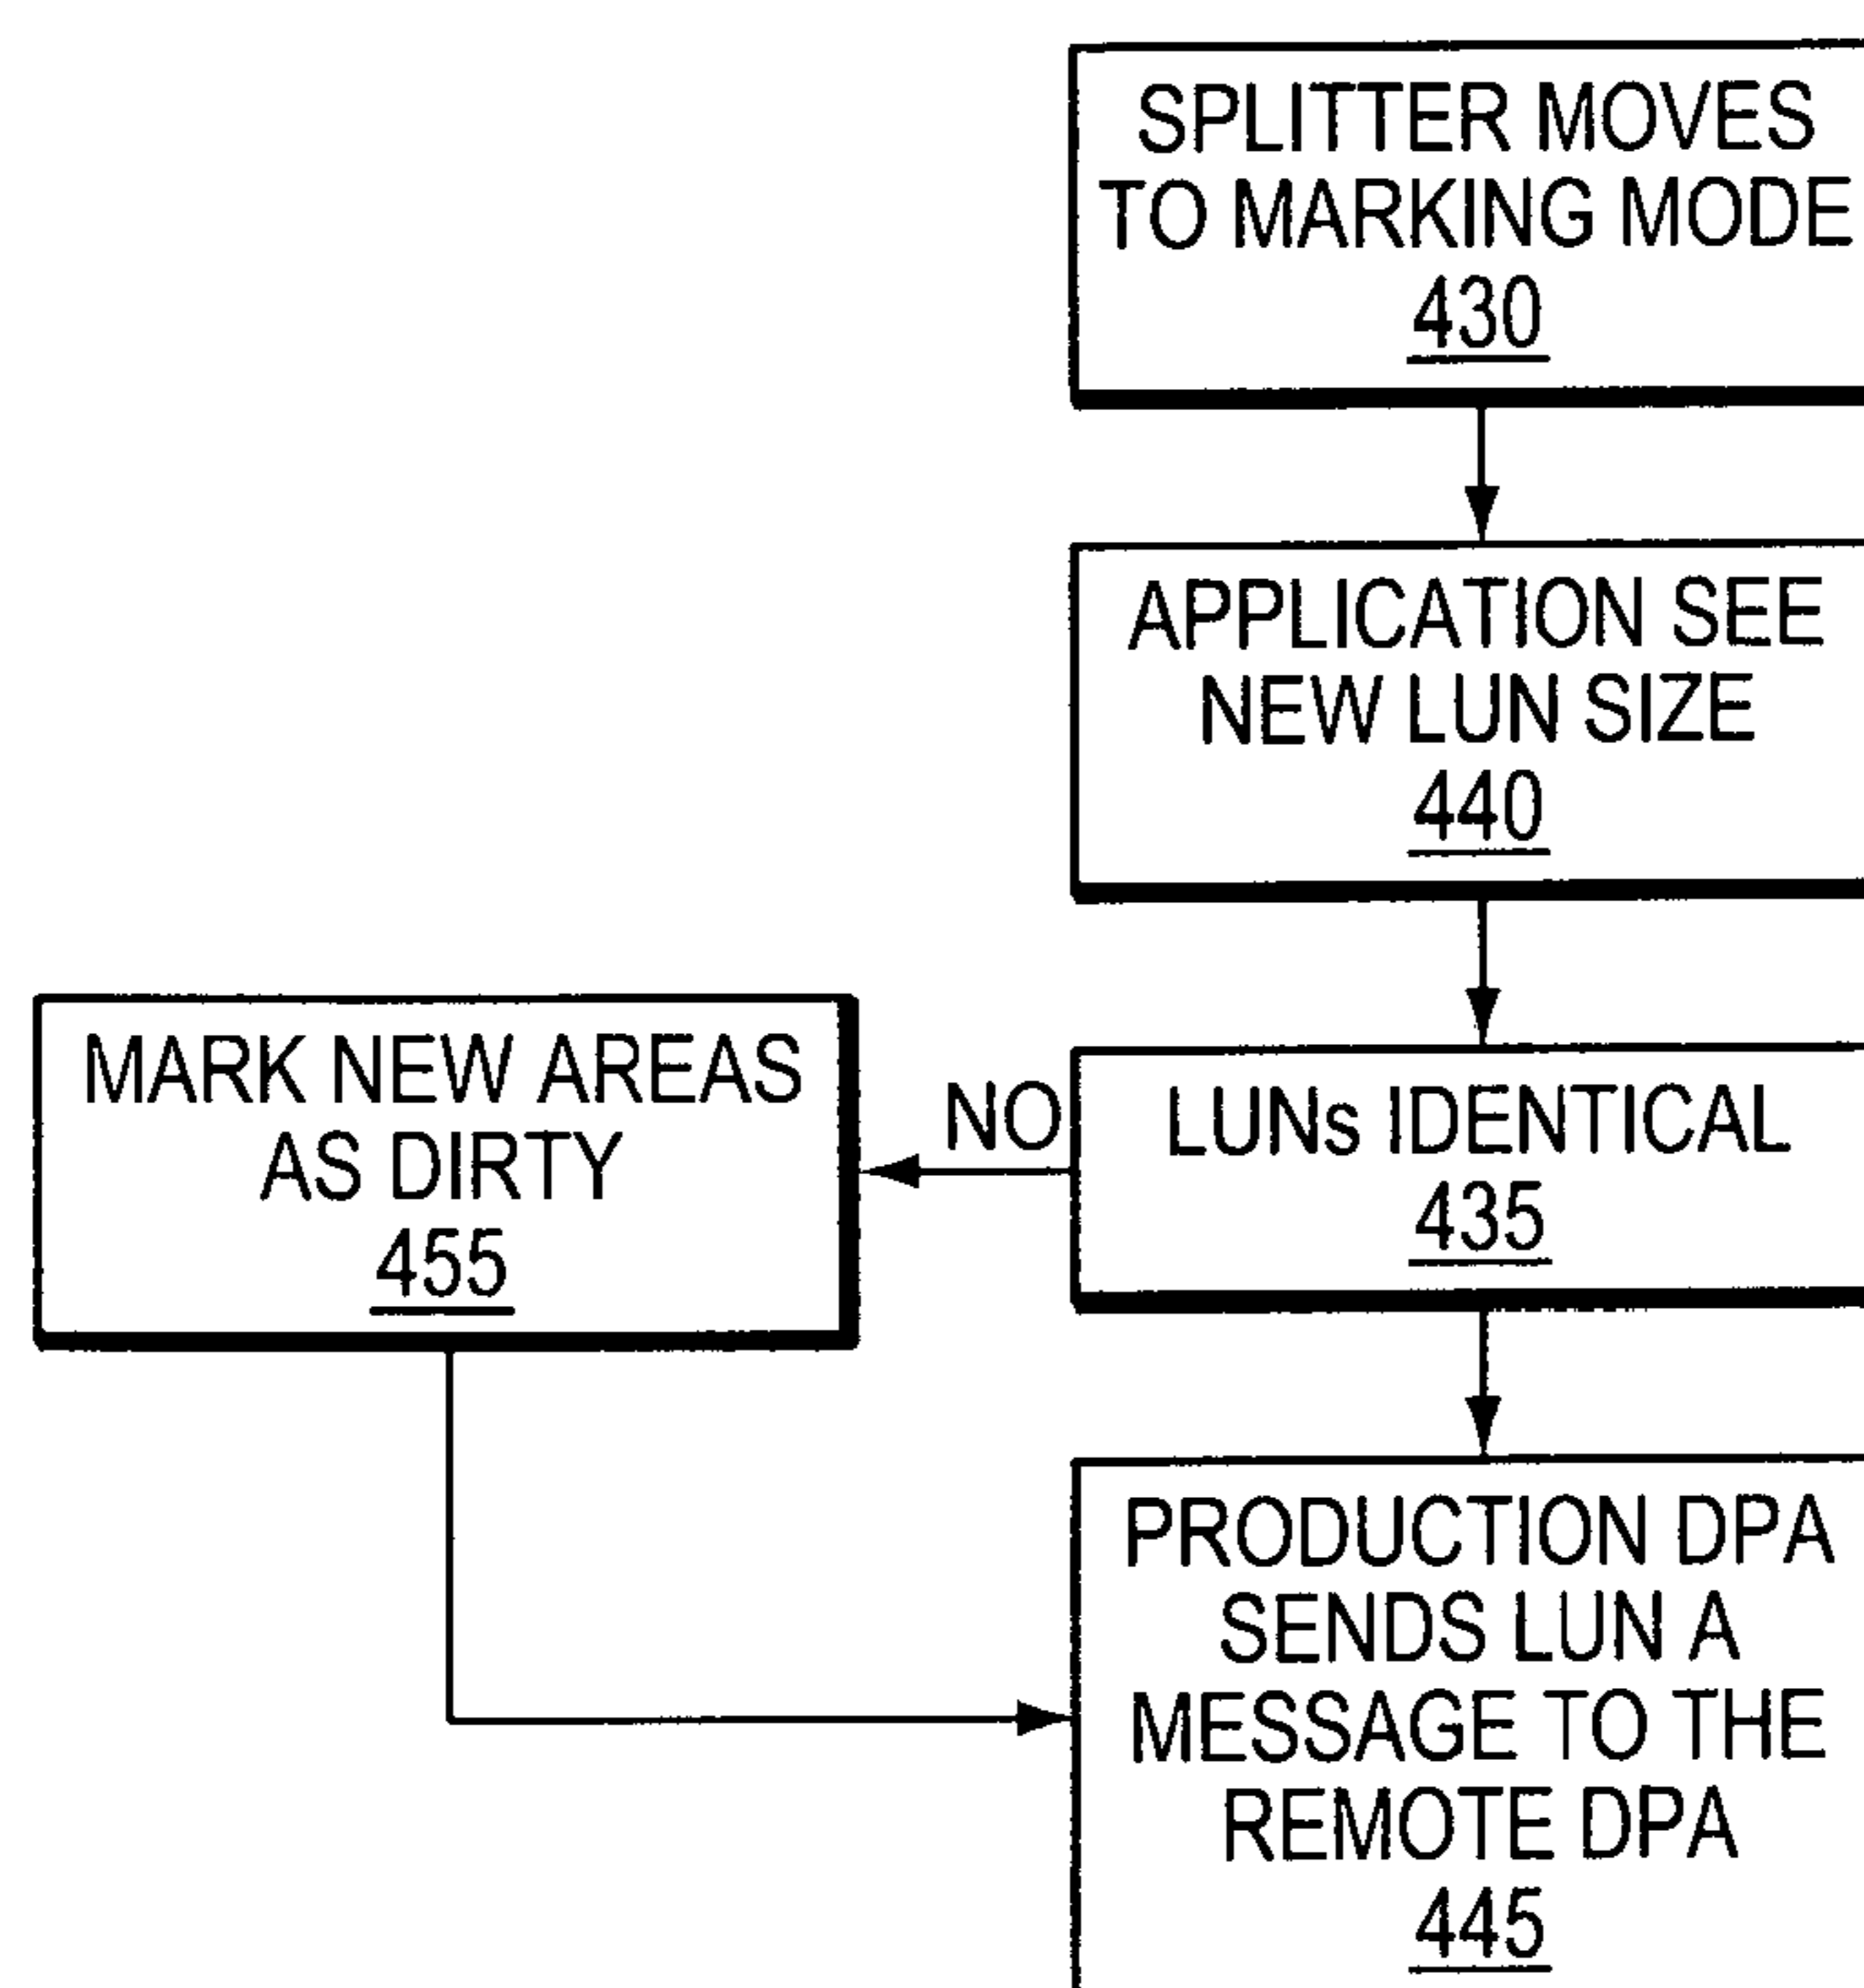 SPLITTER MOVES
TO MARKING MODE
430
APPLICATION SEE
NEW LUN SIZE
440
MARK NEW AREAS
AS DIRTY
455
NO
LUNs IDENTICAL
435
PRODUCTION DPA
SENDS LUN A
MESSAGE TO THE
REMOTE DPA
445